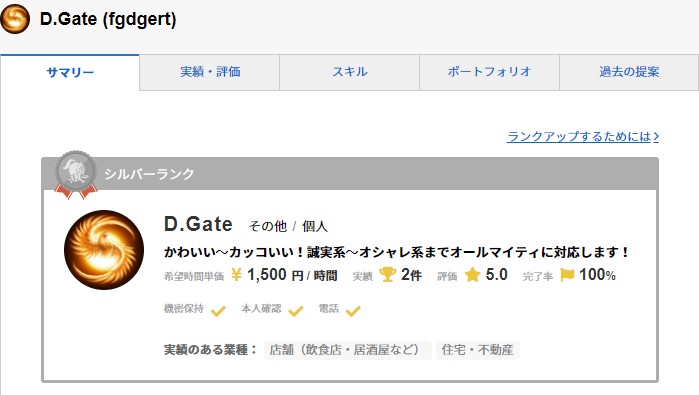 D.Gate (fgdgert)
サマリー 実績・評価 スキル ポートフォリオ 過去の提案
ランクアップするためには
シルバーランク
D.Gate その他 / 個人
かわいい～カッコいい！誠実系～オシャレ系までオールマイティに対応します！
希望時間単価 ¥ 1,500 円 / 時間 実績 2件 評価 5.0 完了率 100%
機密保持 本人確認 電話
実績のある業種： 店舗（飲食店・居酒屋など） 住宅・不動産